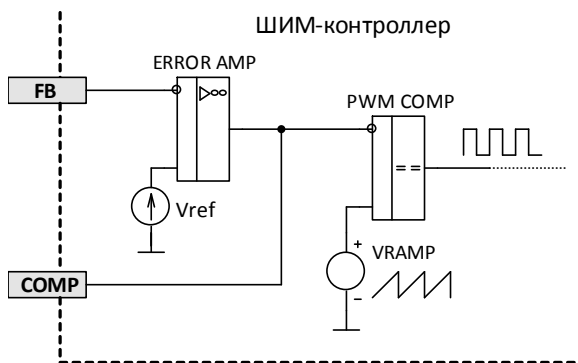 ШИМ-контроллер
ERROR AMP
FB
▷∞
PWM COMP
==
Vref
+
VRAMP
−
COMP